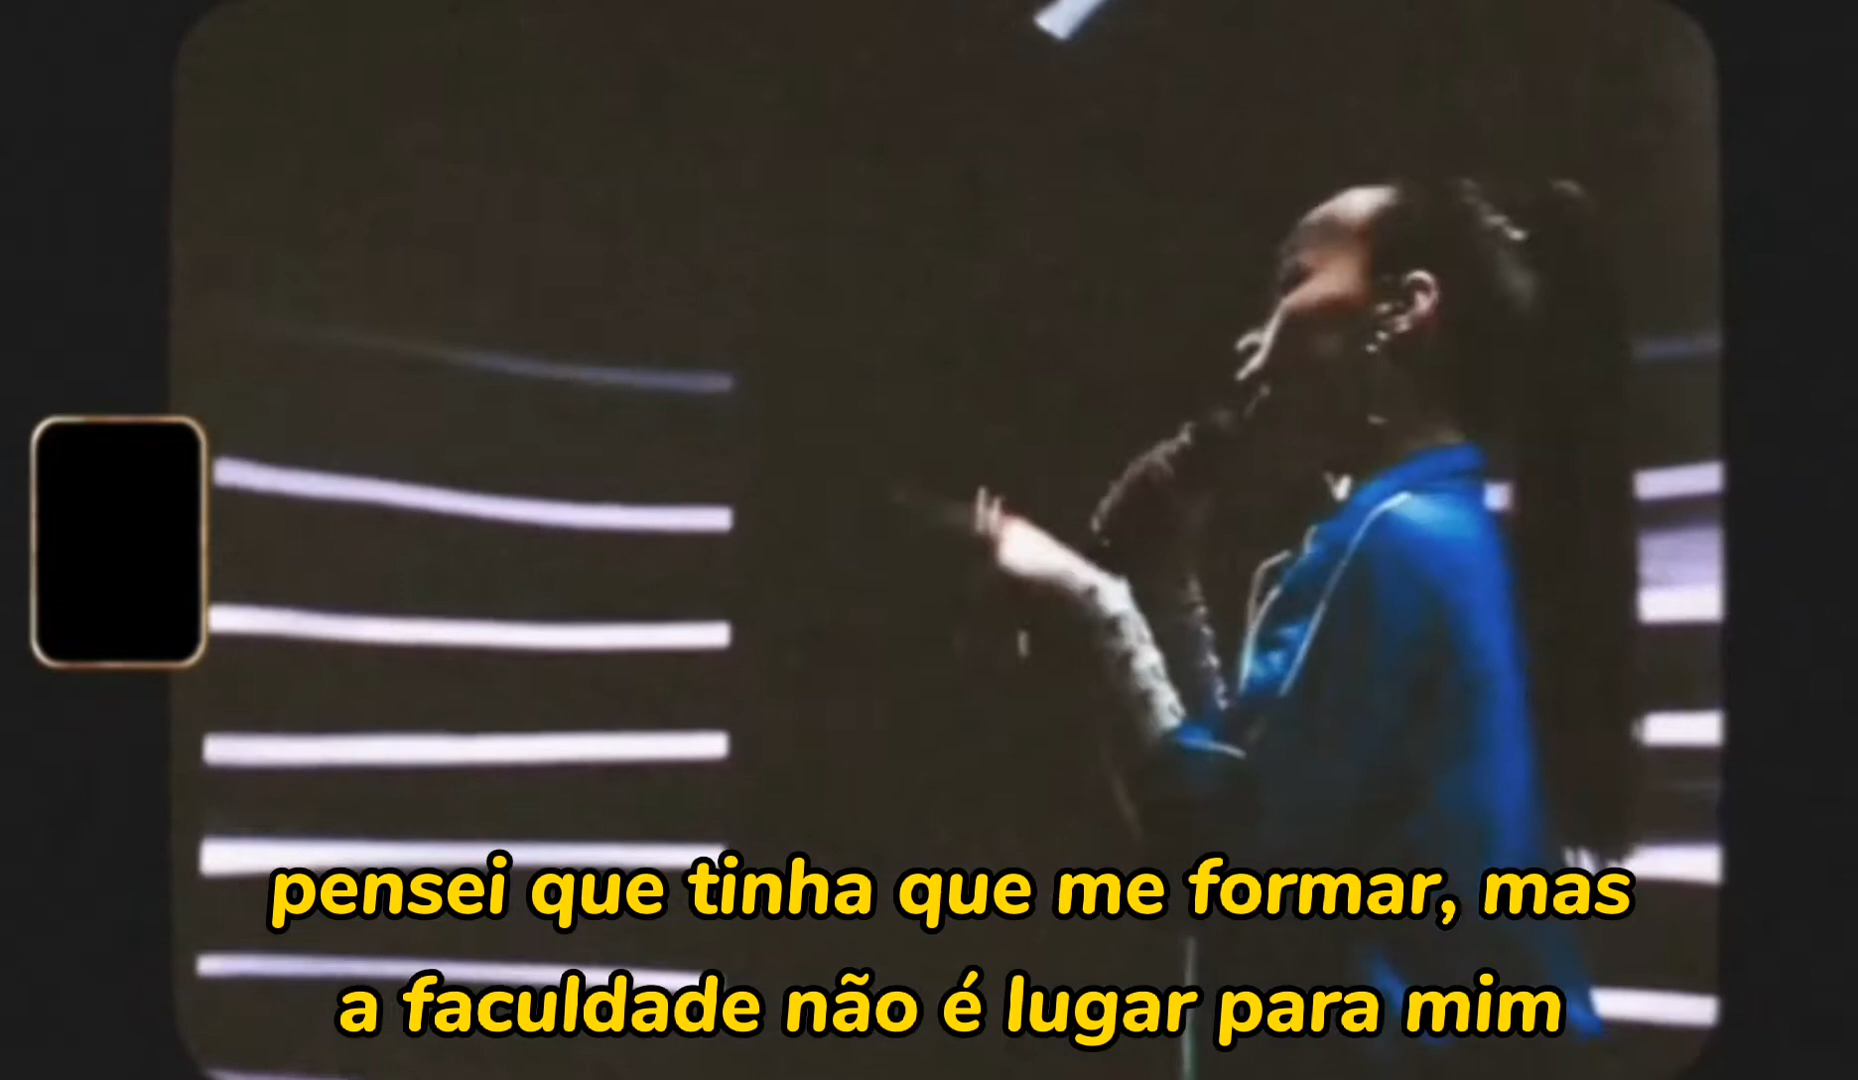 pensei que tinha que me formar, mas
a faculdade não é lugar para mim